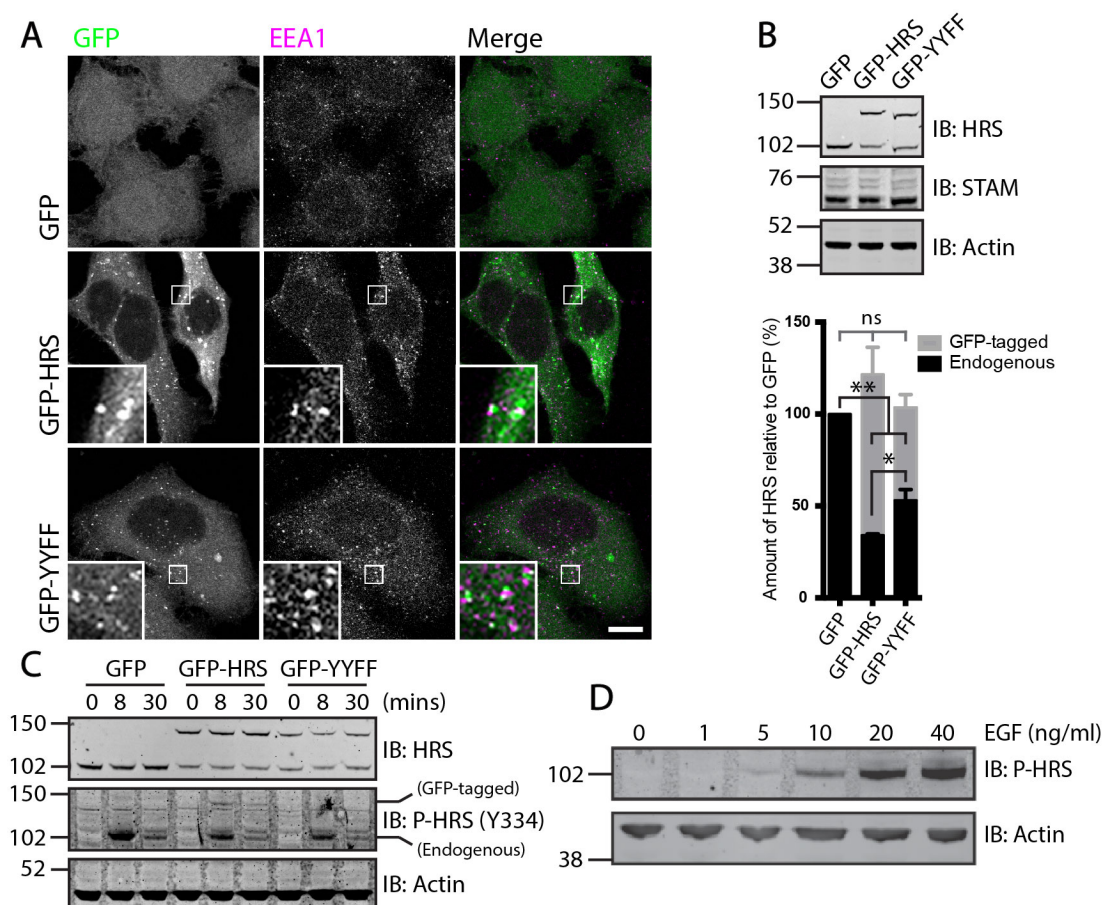 A
GFP
EEA1
Merge
GFP
GFP-HRS
GFP-YYFF
B
GFP
GFP-HRS
GFP-YYFF
150
102
IB: HRS
76
IB: STAM
52
38
IB: Actin
Amount of HRS relative to GFP (%)
150
100
50
0
ns
**
*
GFP-tagged
Endogenous
GFP
GFP-HRS
GFP-YYFF
C
GFP
GFP-HRS
GFP-YYFF
0 8 30 0 8 30 0 8 30 (mins)
150
102
IB: HRS
150
102
(GFP-tagged)
IB: P-HRS (Y334)
(Endogenous)
52
IB: Actin
D
0 1 5 10 20 40 EGF (ng/ml)
102
IB: P-HRS
38
IB: Actin